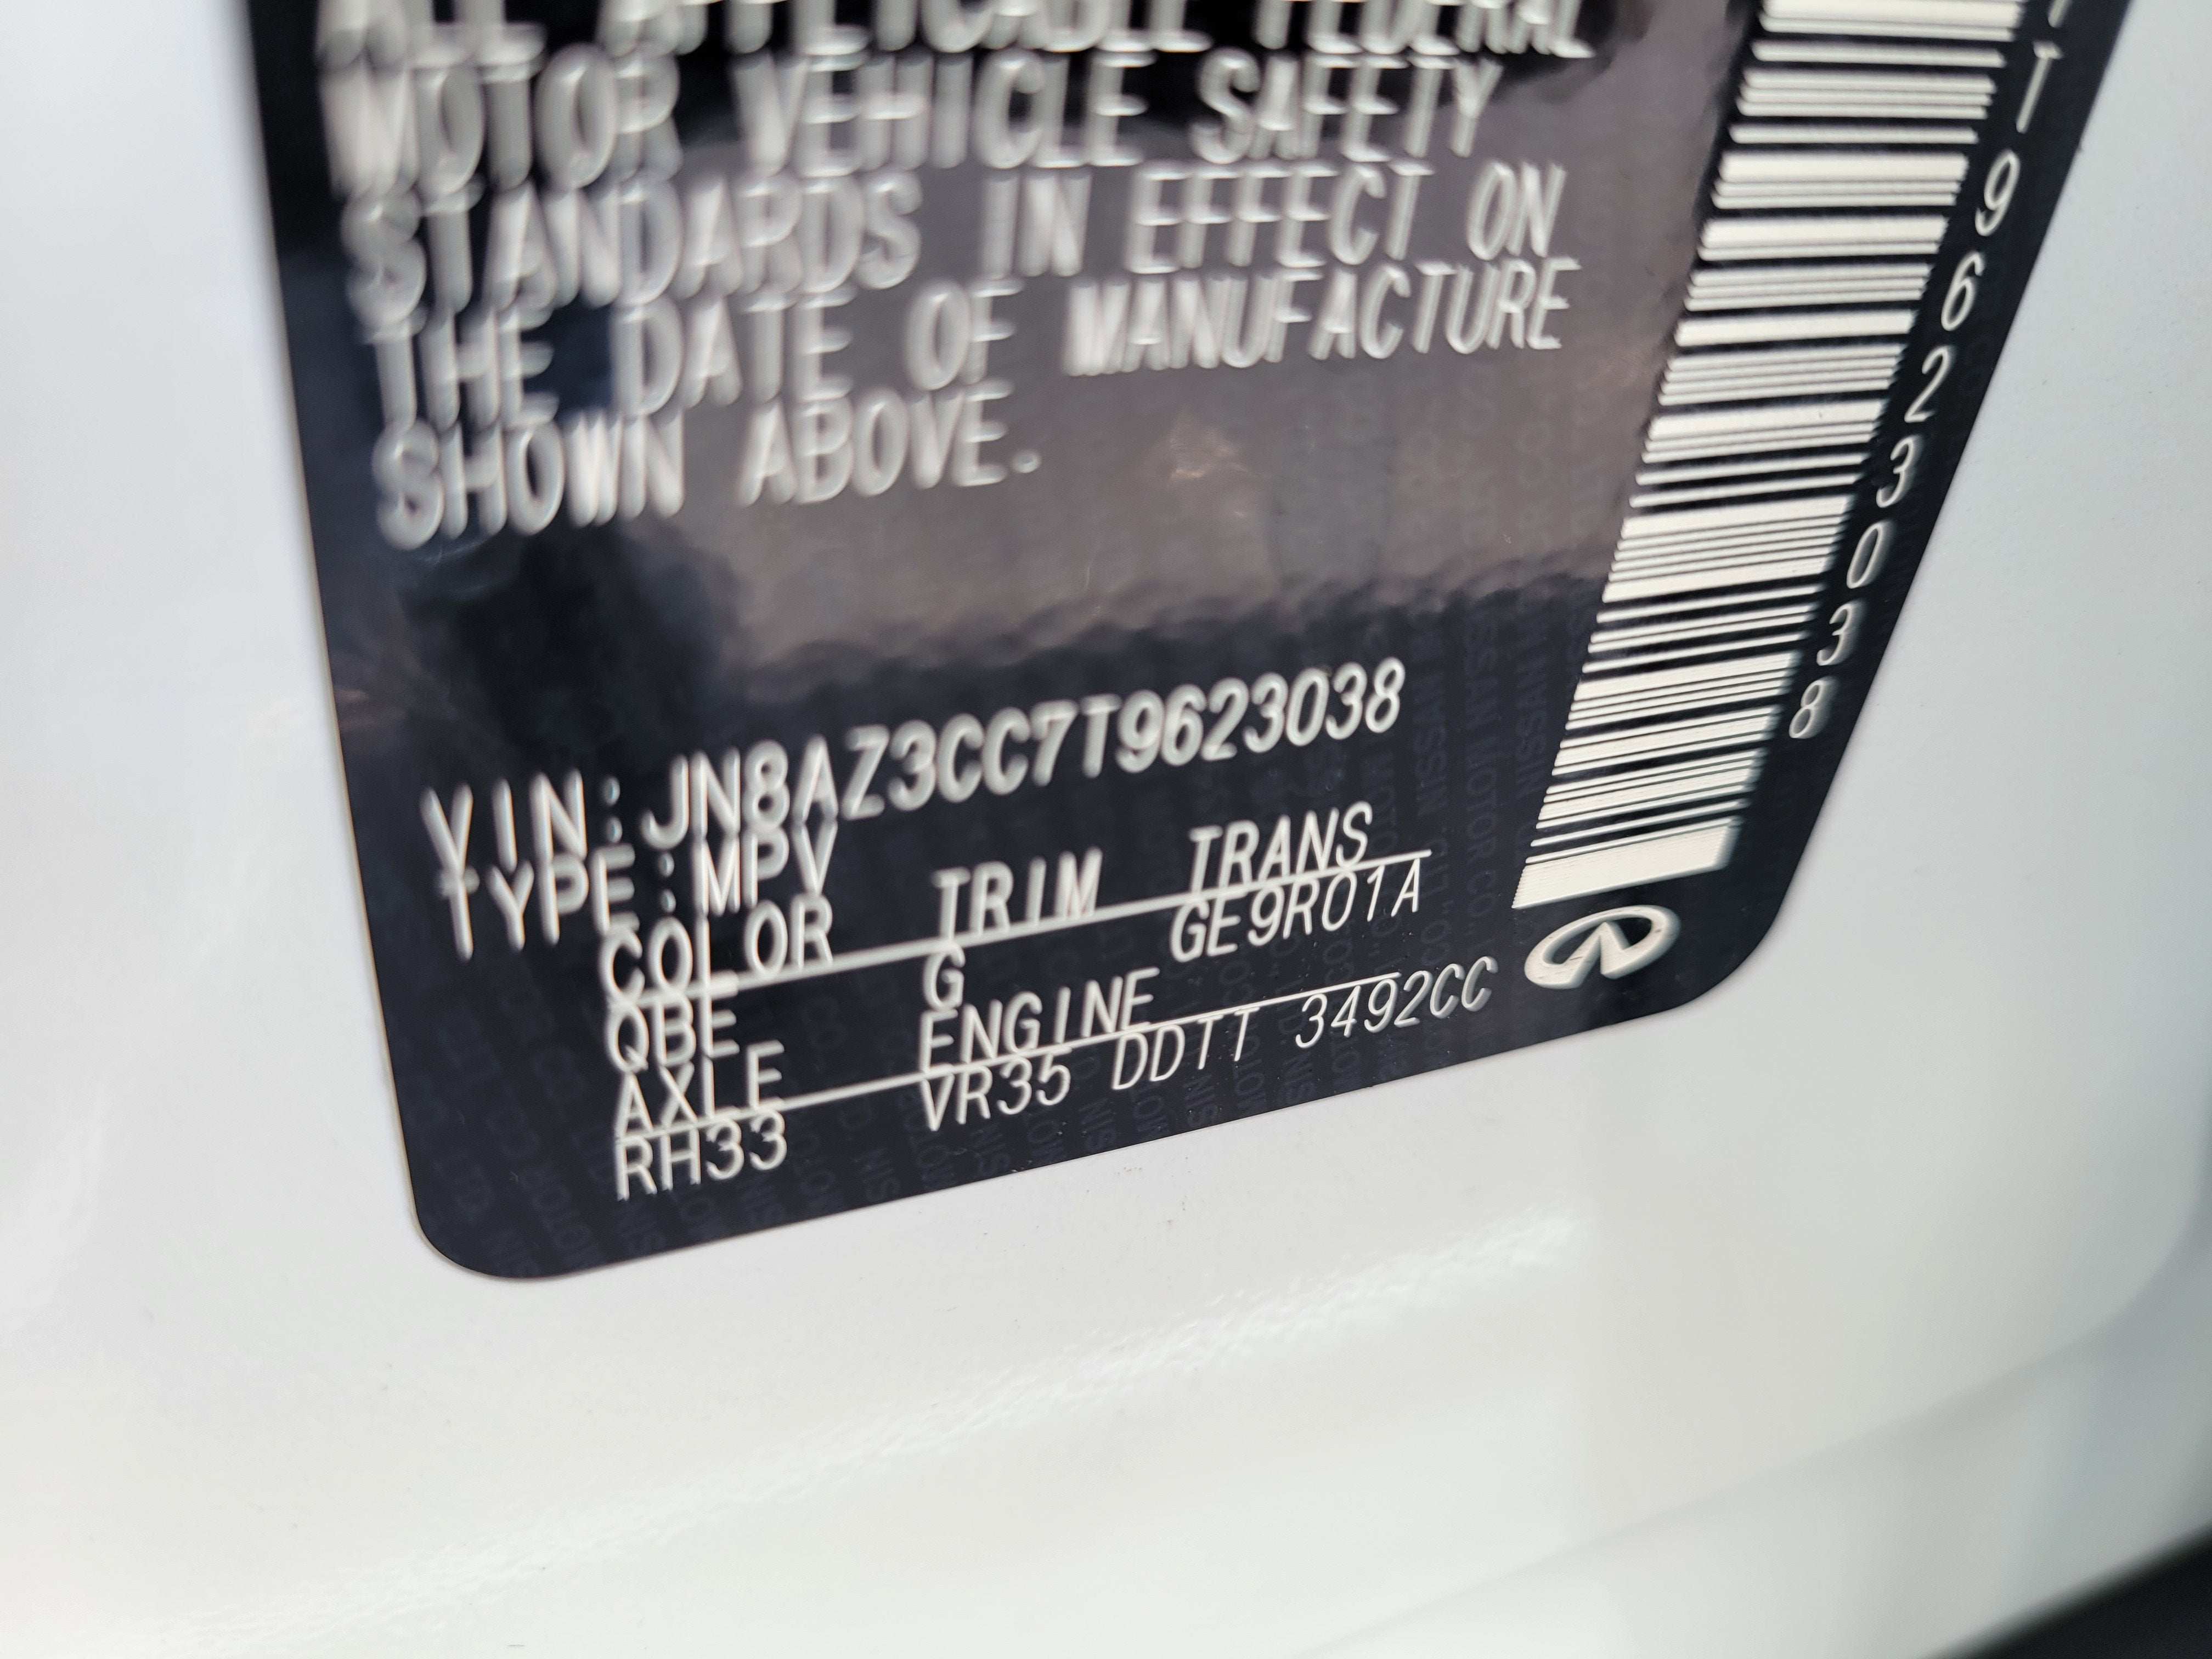 ALL APPLICABLE FEDERAL
MOTOR VEHICLE SAFETY
STANDARDS IN EFFECT ON
THE DATE OF MANUFACTURE
SHOWN ABOVE.
VIN:JN8AZ3CC7T9623038
TYPE:MPV
COLOR TRIM TRANS
QBE G GE9R01A
AXLE ENGINE
RH33 VR35 DDTT 3492CC
T9623038